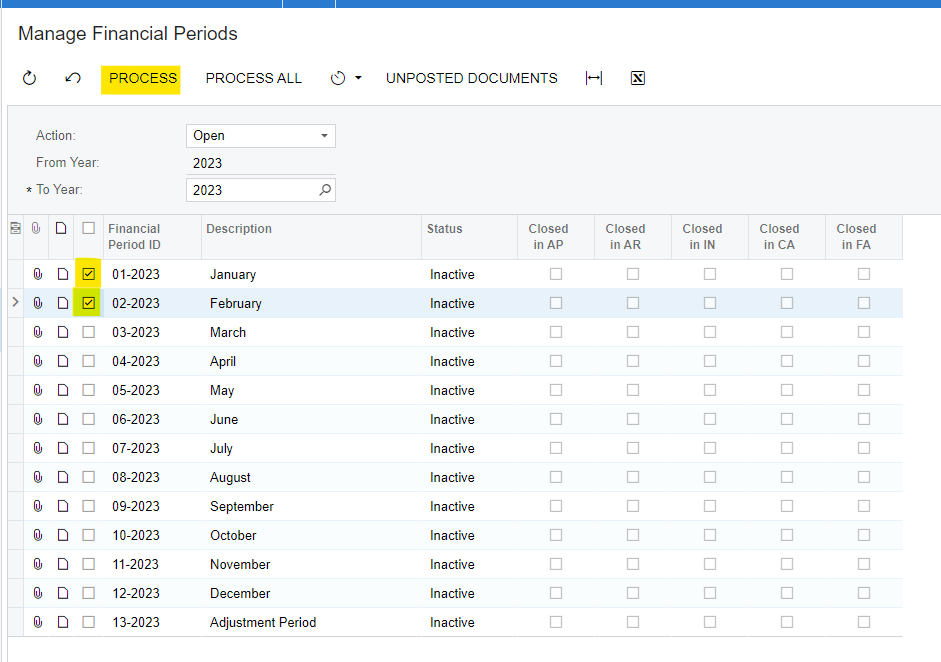 Manage Financial Periods
PROCESS PROCESS ALL UNPOSTED DOCUMENTS
Action: Open
From Year: 2023
* To Year: 2023
Financial Period ID Description Status Closed in AP Closed in AR Closed in IN Closed in CA Closed in FA
01-2023 January Inactive
02-2023 February Inactive
03-2023 March Inactive
04-2023 April Inactive
05-2023 May Inactive
06-2023 June Inactive
07-2023 July Inactive
08-2023 August Inactive
09-2023 September Inactive
10-2023 October Inactive
11-2023 November Inactive
12-2023 December Inactive
13-2023 Adjustment Period Inactive